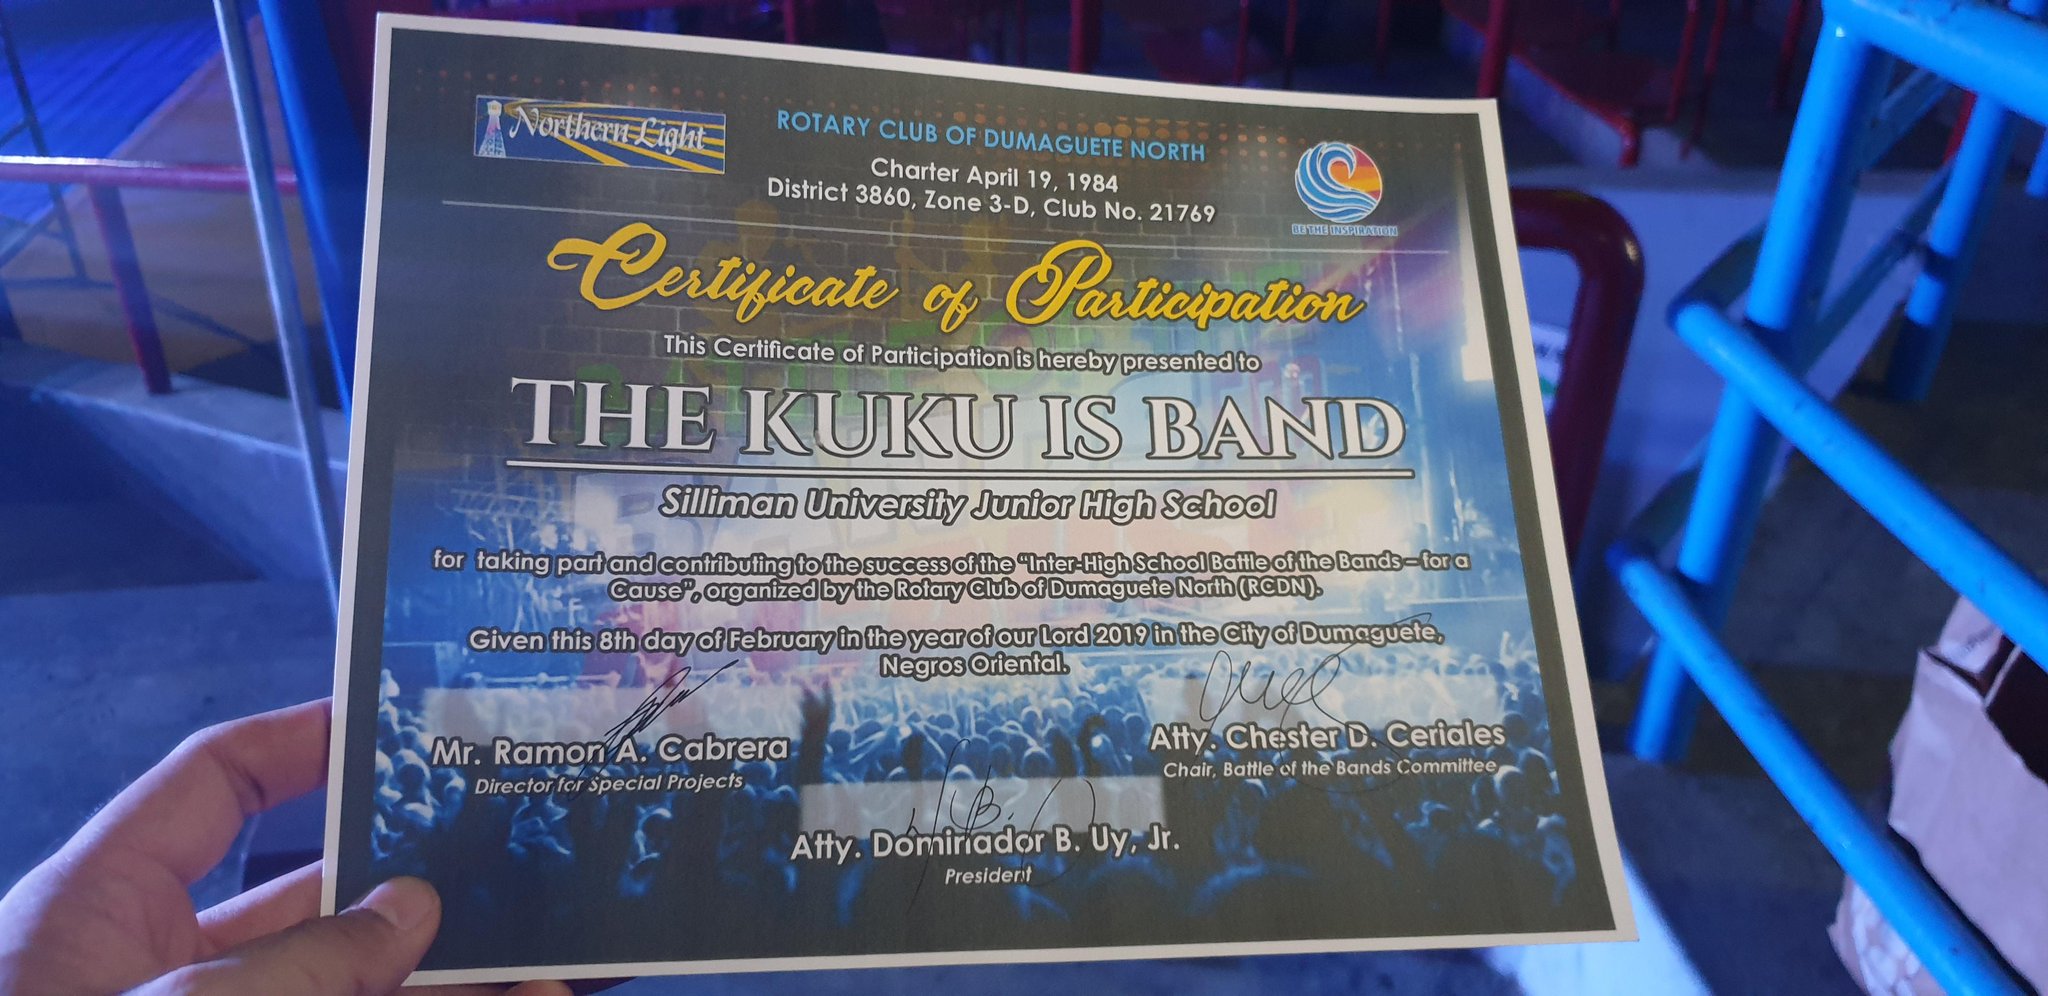 Northern Light
ROTARY CLUB OF DUMAGUETE NORTH
Charter April 19, 1984
District 3860, Zone 3-D, Club No. 21769
BE THE INSPIRATION
Certificate of Participation
This Certificate of Participation is hereby presented to
THE KUKU IS BAND
Silliman University Junior High School
for taking part and contributing to the success of the “Inter-High School Battle of the Bands – for a
Cause”, organized by the Rotary Club of Dumaguete North (RCDN).
Given this 8th day of February in the year of our Lord 2019 in the City of Dumaguete,
Negros Oriental.
Mr. Ramon A. Cabrera
Director for Special Projects
Atty. Chester D. Ceriales
Chair, Battle of the Bands Committee
Atty. Dominador B. Uy, Jr.
President